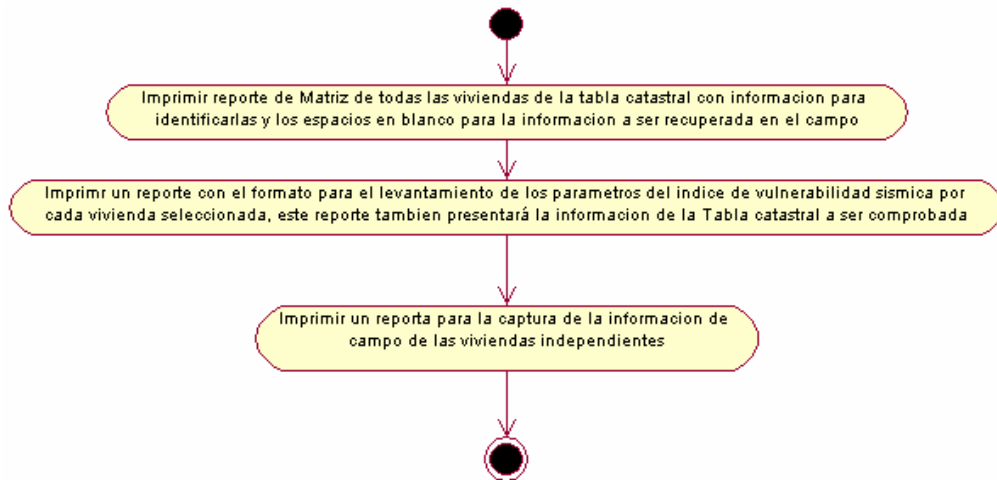 Imprimir reporte de Matriz de todas las viviendas de la tabla catastral con informacion para
identificarlas y los espacios en blanco para la informacion a ser recuperada en el campo
Imprimr un reporte con el formato para el levantamiento de los parametros del indice de vulnerabilidad sismica por
cada vivienda seleccionada, este reporte tambien presentará la informacion de la Tabla catastral a ser comprobada
Imprimir un reporta para la captura de la informacion de
campo de las viviendas independientes